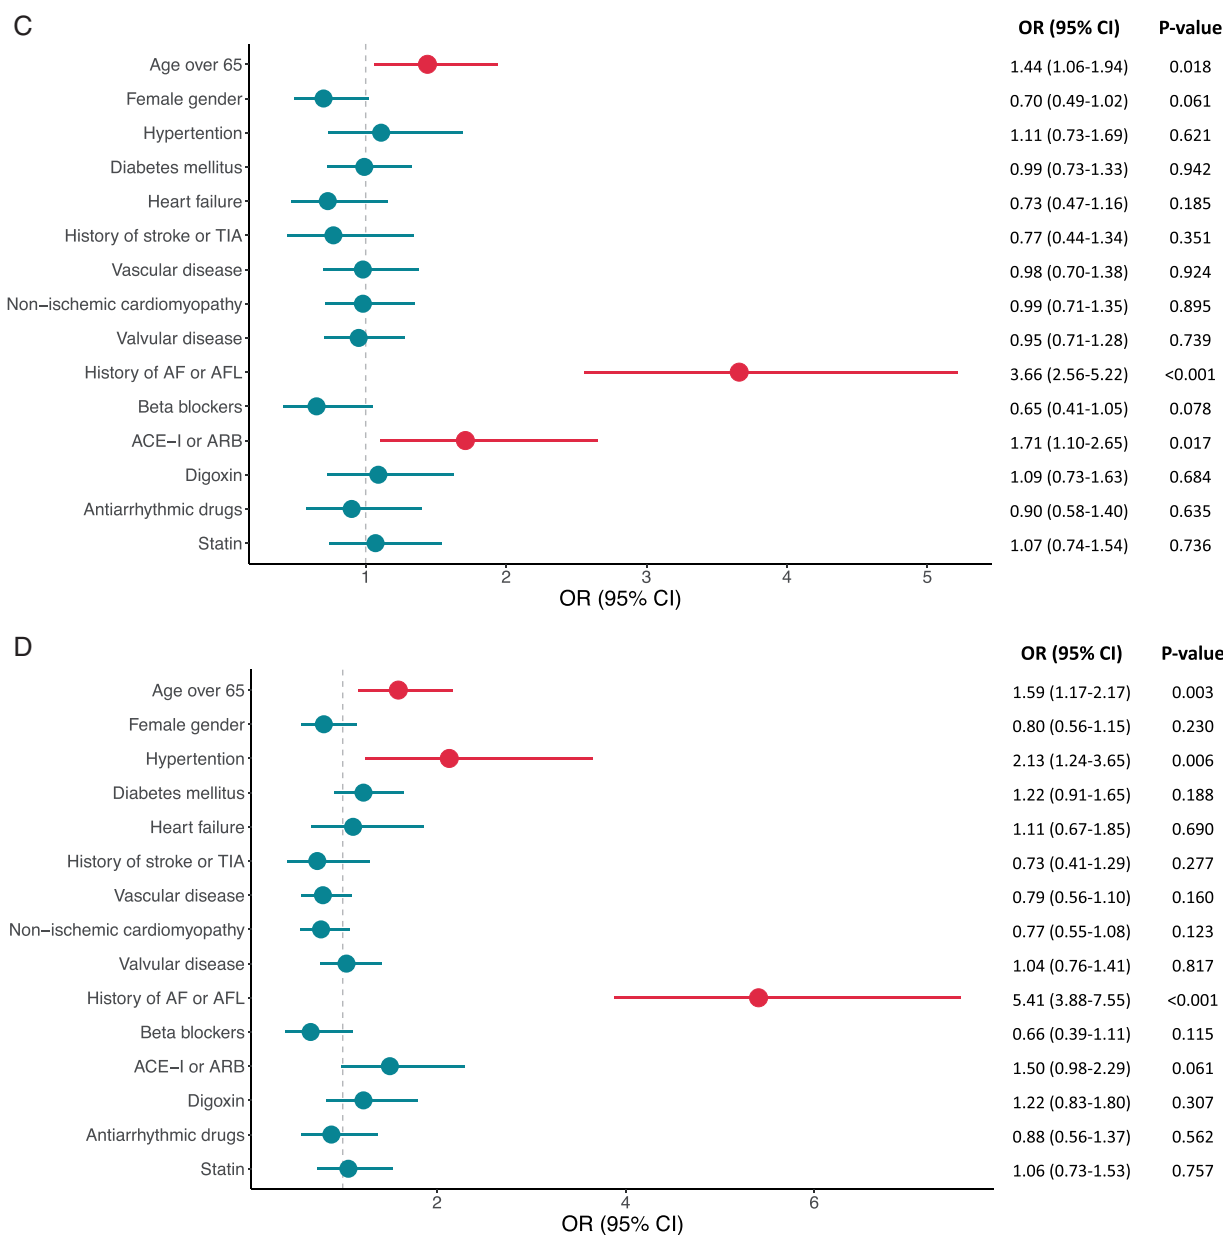 C
OR (95% CI) P-value
Age over 65 1.44 (1.06-1.94) 0.018
Female gender 0.70 (0.49-1.02) 0.061
Hypertention 1.11 (0.73-1.69) 0.621
Diabetes mellitus 0.99 (0.73-1.33) 0.942
Heart failure 0.73 (0.47-1.16) 0.185
History of stroke or TIA 0.77 (0.44-1.34) 0.351
Vascular disease 0.98 (0.70-1.38) 0.924
Non−ischemic cardiomyopathy 0.99 (0.71-1.35) 0.895
Valvular disease 0.95 (0.71-1.28) 0.739
History of AF or AFL 3.66 (2.56-5.22) <0.001
Beta blockers 0.65 (0.41-1.05) 0.078
ACE−I or ARB 1.71 (1.10-2.65) 0.017
Digoxin 1.09 (0.73-1.63) 0.684
Antiarrhythmic drugs 0.90 (0.58-1.40) 0.635
Statin 1.07 (0.74-1.54) 0.736
1 2 3 4 5
OR (95% CI)
D
OR (95% CI) P-value
Age over 65 1.59 (1.17-2.17) 0.003
Female gender 0.80 (0.56-1.15) 0.230
Hypertention 2.13 (1.24-3.65) 0.006
Diabetes mellitus 1.22 (0.91-1.65) 0.188
Heart failure 1.11 (0.67-1.85) 0.690
History of stroke or TIA 0.73 (0.41-1.29) 0.277
Vascular disease 0.79 (0.56-1.10) 0.160
Non−ischemic cardiomyopathy 0.77 (0.55-1.08) 0.123
Valvular disease 1.04 (0.76-1.41) 0.817
History of AF or AFL 5.41 (3.88-7.55) <0.001
Beta blockers 0.66 (0.39-1.11) 0.115
ACE−I or ARB 1.50 (0.98-2.29) 0.061
Digoxin 1.22 (0.83-1.80) 0.307
Antiarrhythmic drugs 0.88 (0.56-1.37) 0.562
Statin 1.06 (0.73-1.53) 0.757
2 4 6
OR (95% CI)